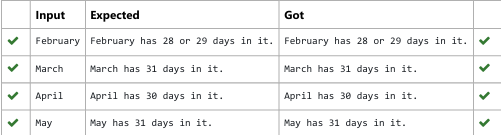 Input Expected Got
February February has 28 or 29 days in it. February has 28 or 29 days in it.
March March has 31 days in it. March has 31 days in it.
April April has 30 days in it. April has 30 days in it.
May May has 31 days in it. May has 31 days in it.